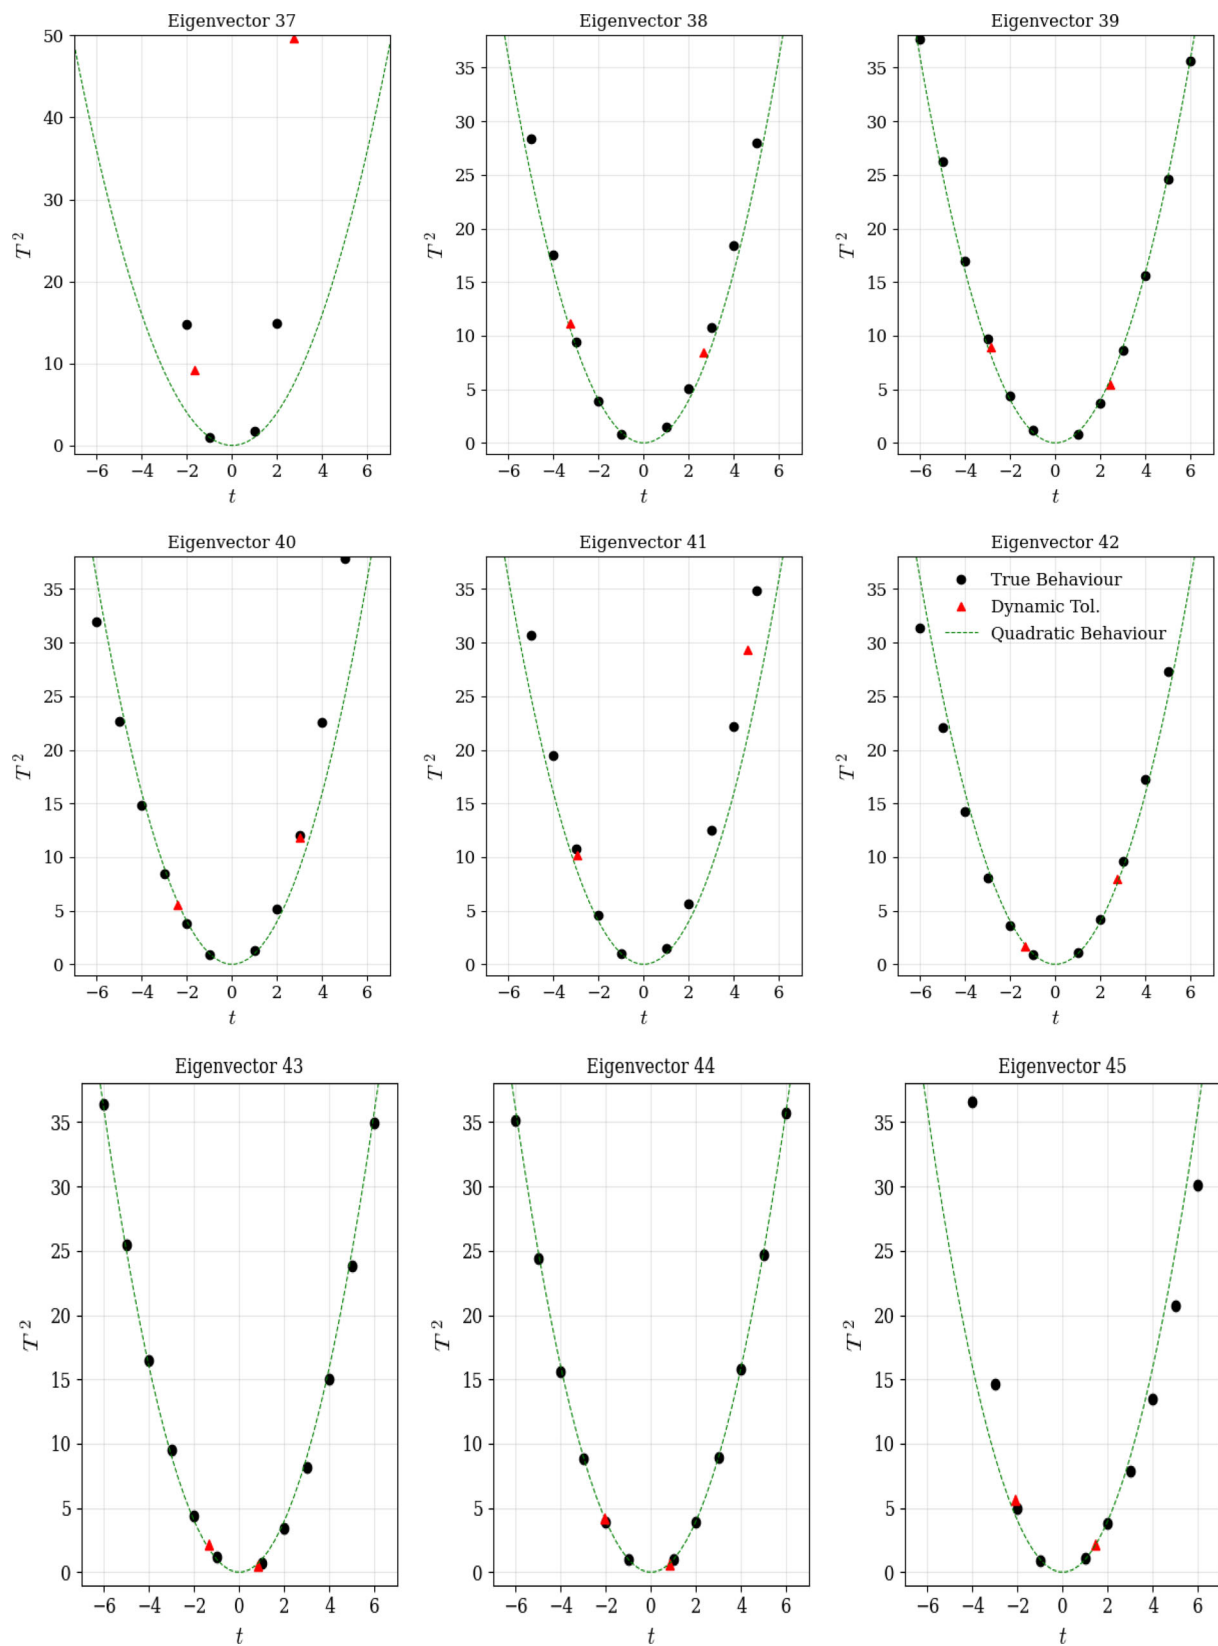 Eigenvector 37
50
40
30
20
10
0
T²
−6 −4 −2 0 2 4 6
t
Eigenvector 38
35
30
25
20
15
10
5
0
T²
−6 −4 −2 0 2 4 6
t
Eigenvector 39
35
30
25
20
15
10
5
0
T²
−6 −4 −2 0 2 4 6
t
Eigenvector 40
35
30
25
20
15
10
5
0
T²
−6 −4 −2 0 2 4 6
t
Eigenvector 41
35
30
25
20
15
10
5
0
T²
−6 −4 −2 0 2 4 6
t
Eigenvector 42
True Behaviour
Dynamic Tol.
Quadratic Behaviour
35
30
25
20
15
10
5
0
T²
−6 −4 −2 0 2 4 6
t
Eigenvector 43
35
30
25
20
15
10
5
0
T²
−6 −4 −2 0 2 4 6
t
Eigenvector 44
35
30
25
20
15
10
5
0
T²
−6 −4 −2 0 2 4 6
t
Eigenvector 45
35
30
25
20
15
10
5
0
T²
−6 −4 −2 0 2 4 6
t